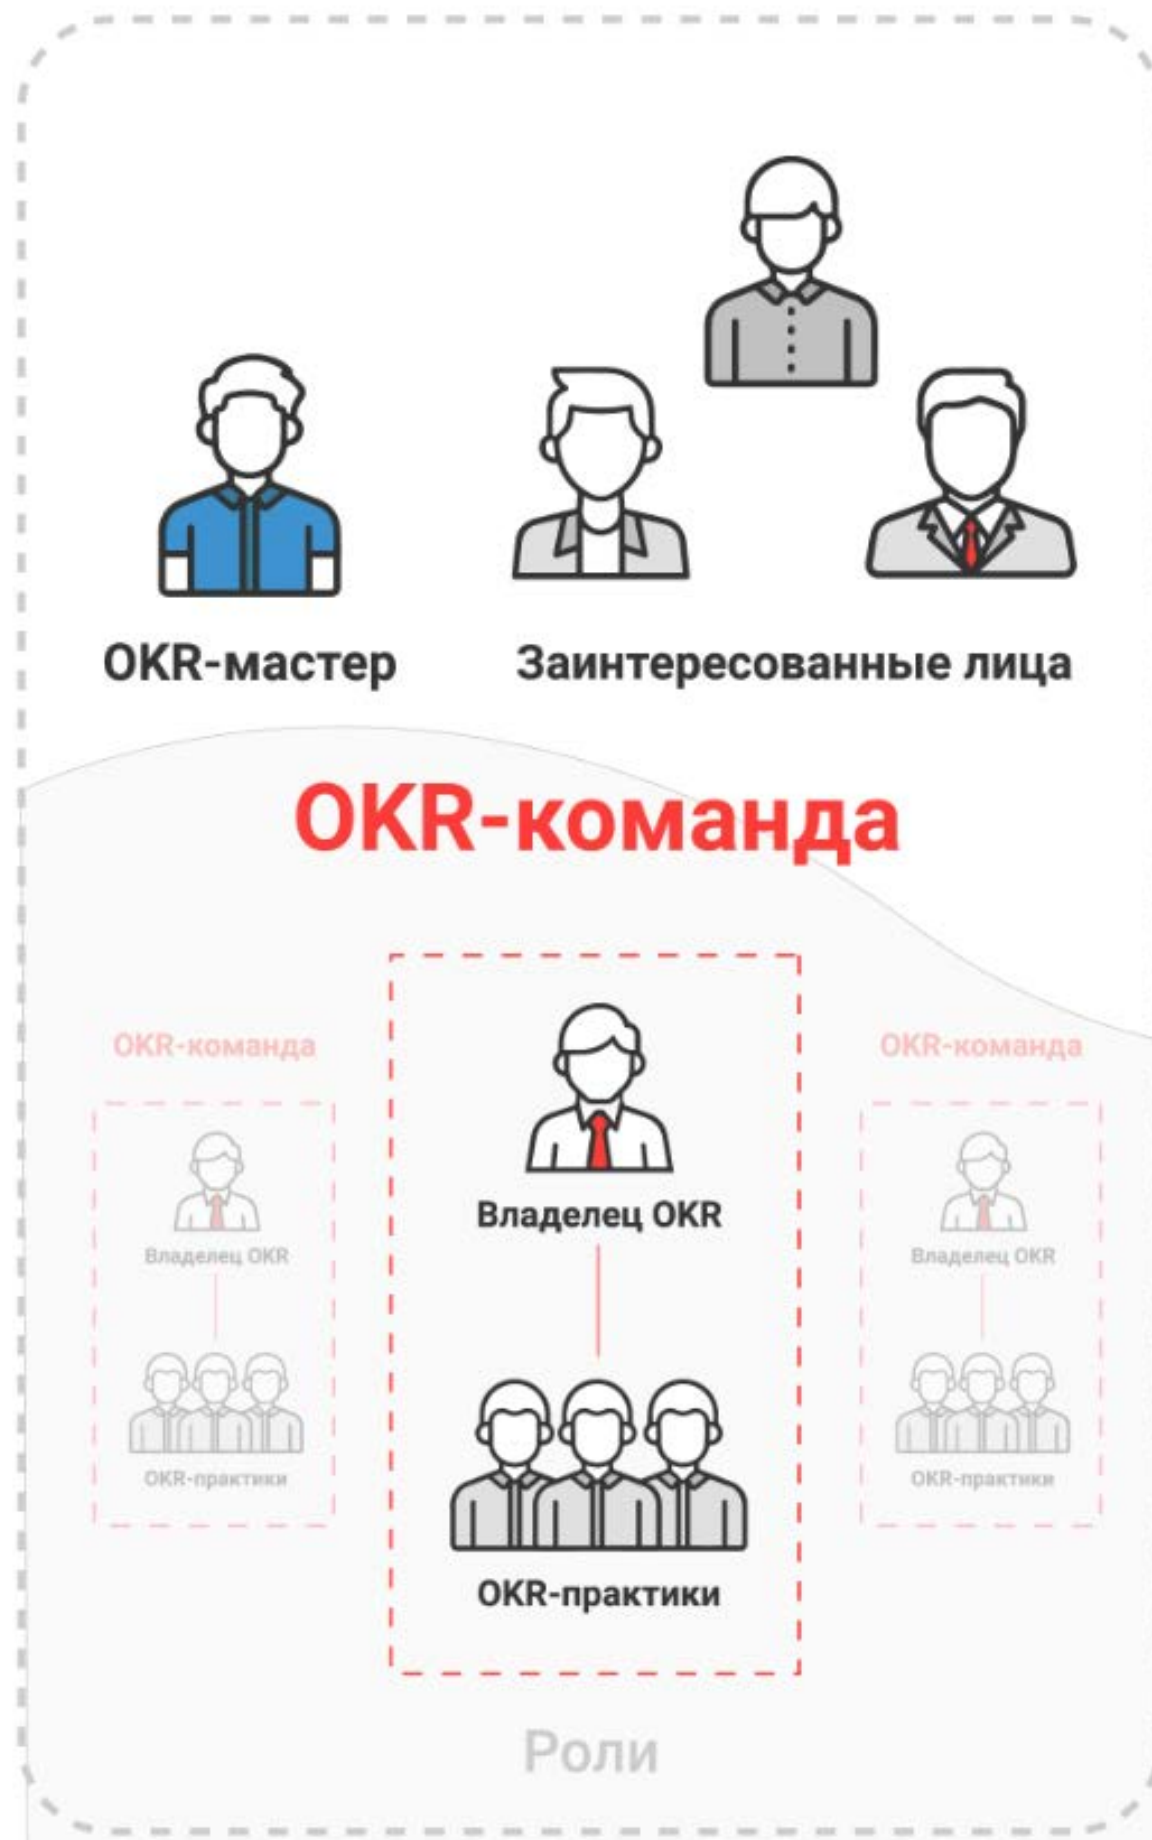 OKR-мастер
Заинтересованные лица
OKR-команда
OKR-команда
Владелец OKR
OKR-практики
Владелец OKR
OKR-практики
OKR-команда
Владелец OKR
OKR-практики
Роли